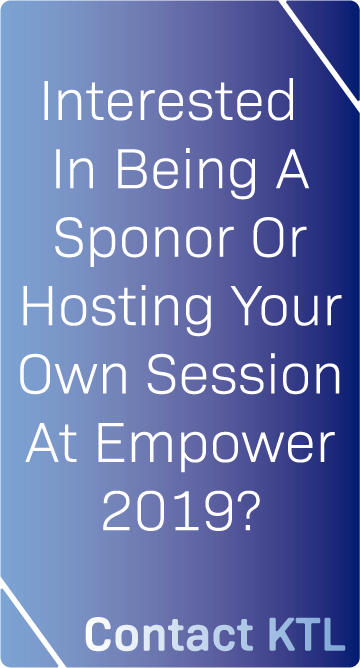 Interested
In Being A
Sponor Or
Hosting Your
Own Session
At Empower
2019?
Contact KTL